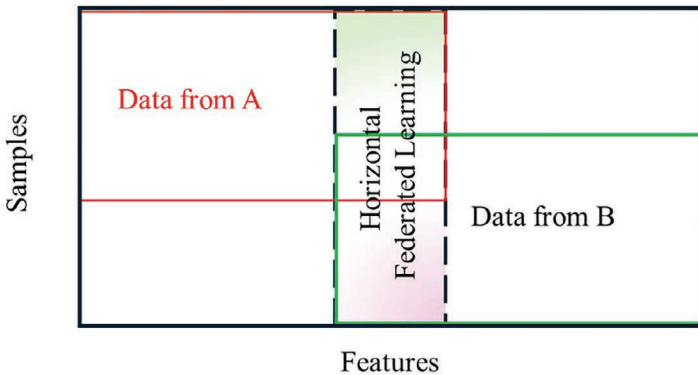 Samples
Data from A
Horizontal
Federated Learning
Data from B
Features